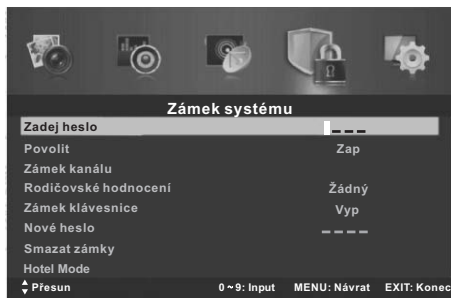 Zámek systému
Zadej heslo _ _ _
Povolit Zap
Zámek kanálu
Rodičovské hodnocení Žádný
Zámek klávesnice Vyp
Nové heslo _ _ _ _
Smazat zámky
Hotel Mode
Přesun 0~9: Input MENU: Návrat EXIT: Konec